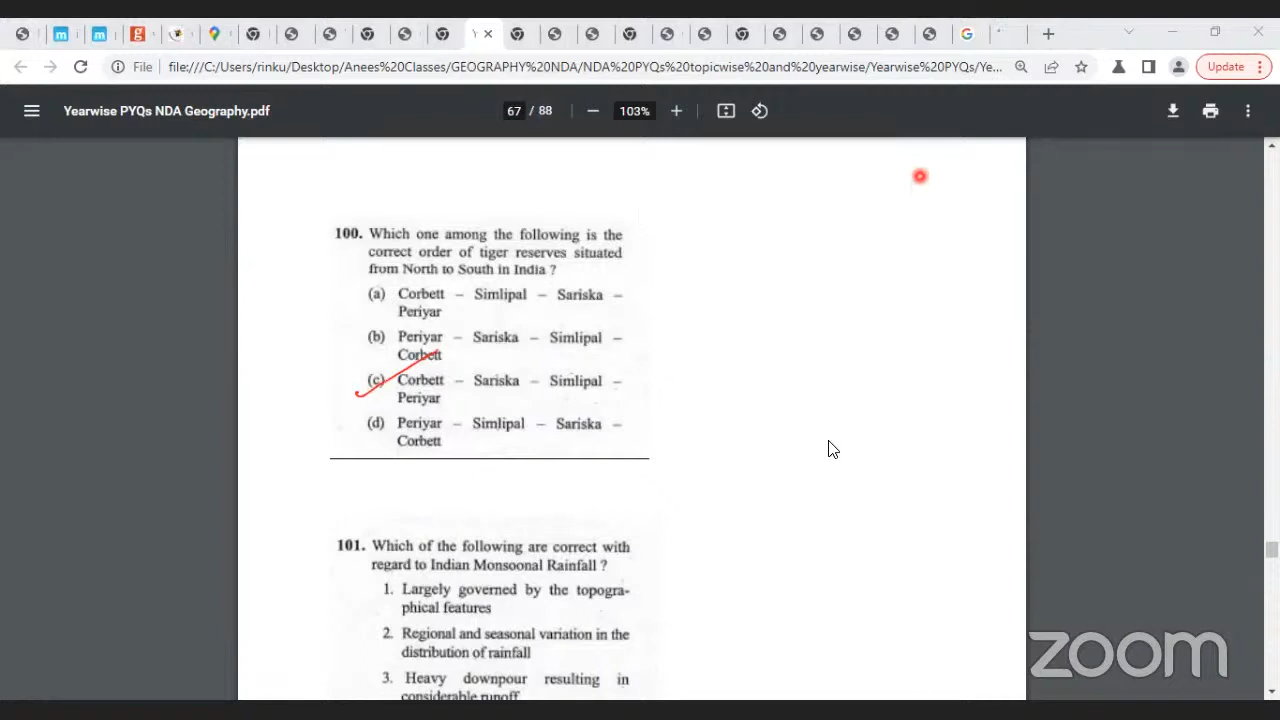 File
file:///C:/Users/rinku/Desktop/Anees%20Classes/GEOGRAPHY%20NDA/NDA%20PYQs%20topicwise%20and%20yearwise/Yearwise%20PYQs/Ye...
Update
Yearwise PYQs NDA Geography.pdf
67 / 88
103%
100. Which one among the following is the
correct order of tiger reserves situated
from North to South in India ?
(a) Corbett – Simlipal – Sariska –
Periyar
(b) Periyar – Sariska – Simlipal –
Corbett
(c) Corbett – Sariska – Simlipal –
Periyar
(d) Periyar – Simlipal – Sariska –
Corbett
101. Which of the following are correct with
regard to Indian Monsoonal Rainfall ?
1. Largely governed by the topogra-
phical features
2. Regional and seasonal variation in the
distribution of rainfall
3. Heavy downpour resulting in
considerable runoff
zoom